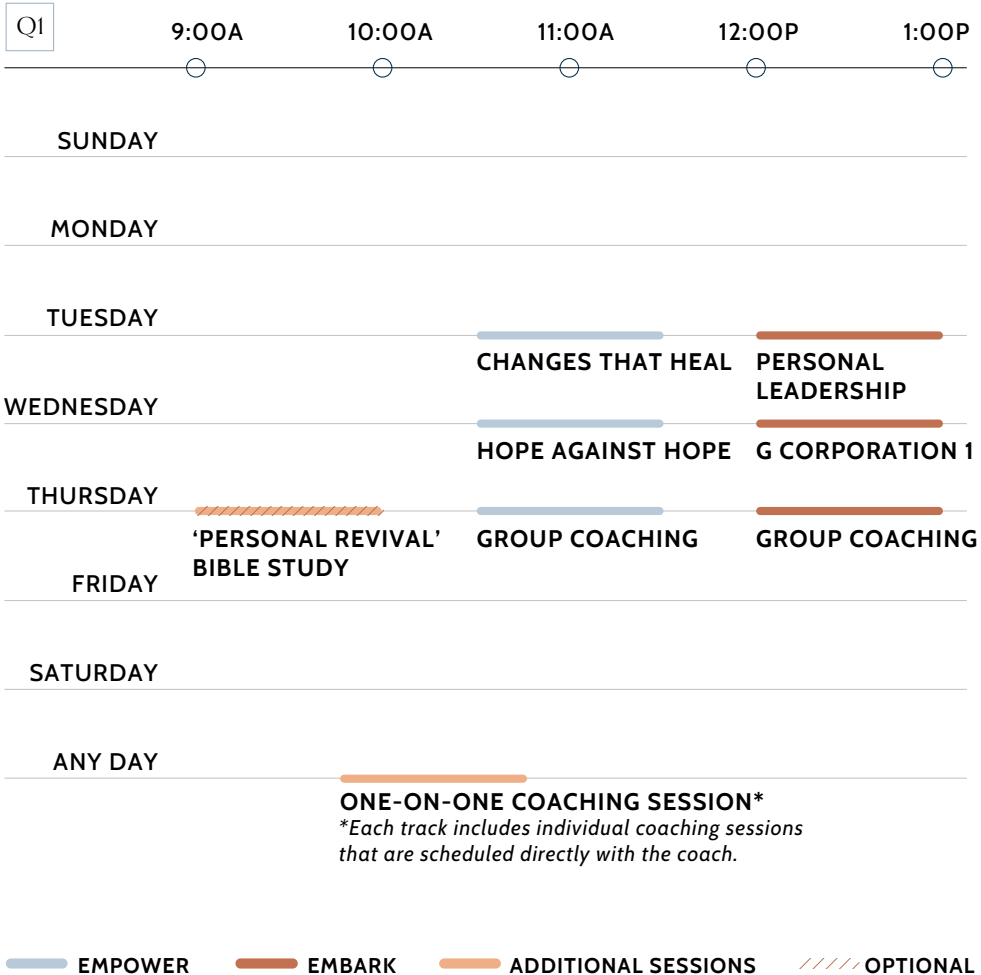 Q1
9:00A 10:00A 11:00A 12:00P 1:00P
SUNDAY
MONDAY
TUESDAY
CHANGES THAT HEAL
PERSONAL
LEADERSHIP
WEDNESDAY
HOPE AGAINST HOPE
G CORPORATION 1
THURSDAY
‘PERSONAL REVIVAL’
BIBLE STUDY
GROUP COACHING
GROUP COACHING
FRIDAY
SATURDAY
ANY DAY
ONE-ON-ONE COACHING SESSION*
*Each track includes individual coaching sessions
that are scheduled directly with the coach.
EMPOWER EMBARK ADDITIONAL SESSIONS OPTIONAL